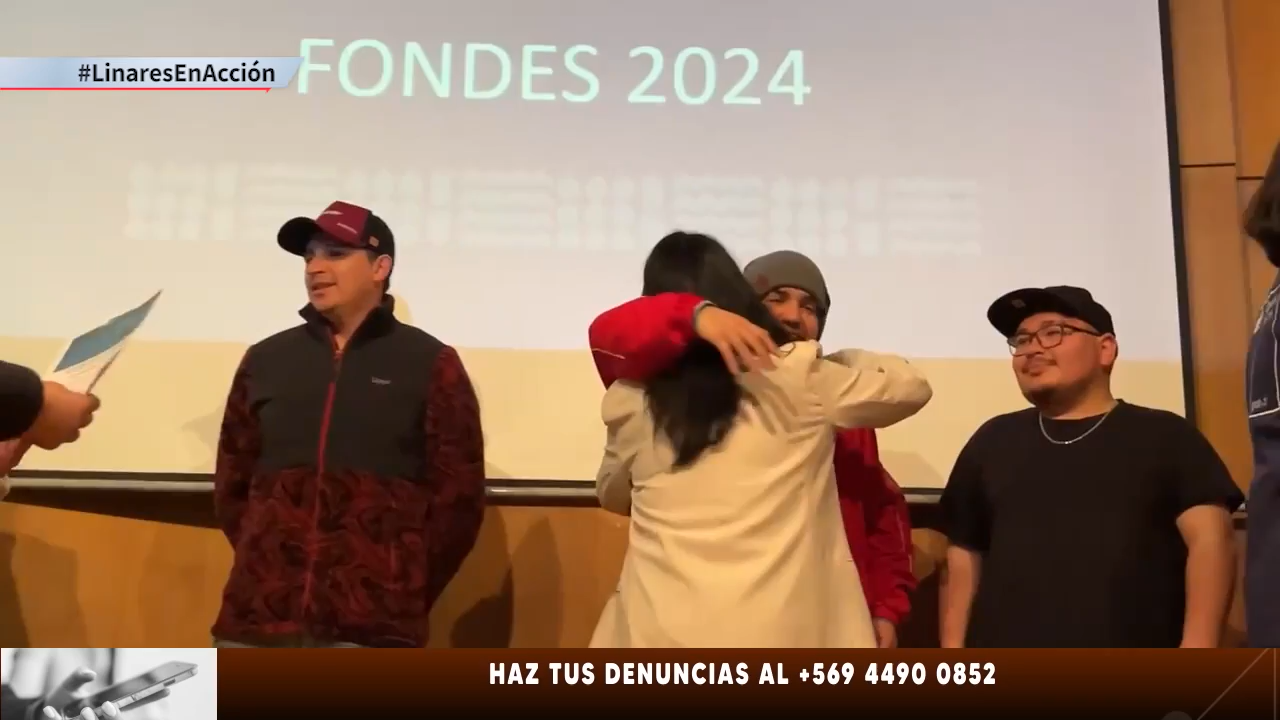 FONDES 2024
#LinaresEnAcción
HAZ TUS DENUNCIAS AL +569 4490 0852